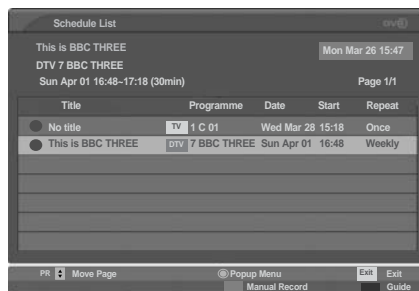 Schedule List
This is BBC THREE
Mon Mar 26 15:47
DTV 7 BBC THREE
Sun Apr 01 16:48~17:18 (30min)
Page 1/1
Title Programme Date Start Repeat
No title TV 1 C 01 Wed Mar 28 15:18 Once
This is BBC THREE DTV 7 BBC THREE Sun Apr 01 16:48 Weekly
PR Move Page Popup Menu Exit Exit
Manual Record Guide